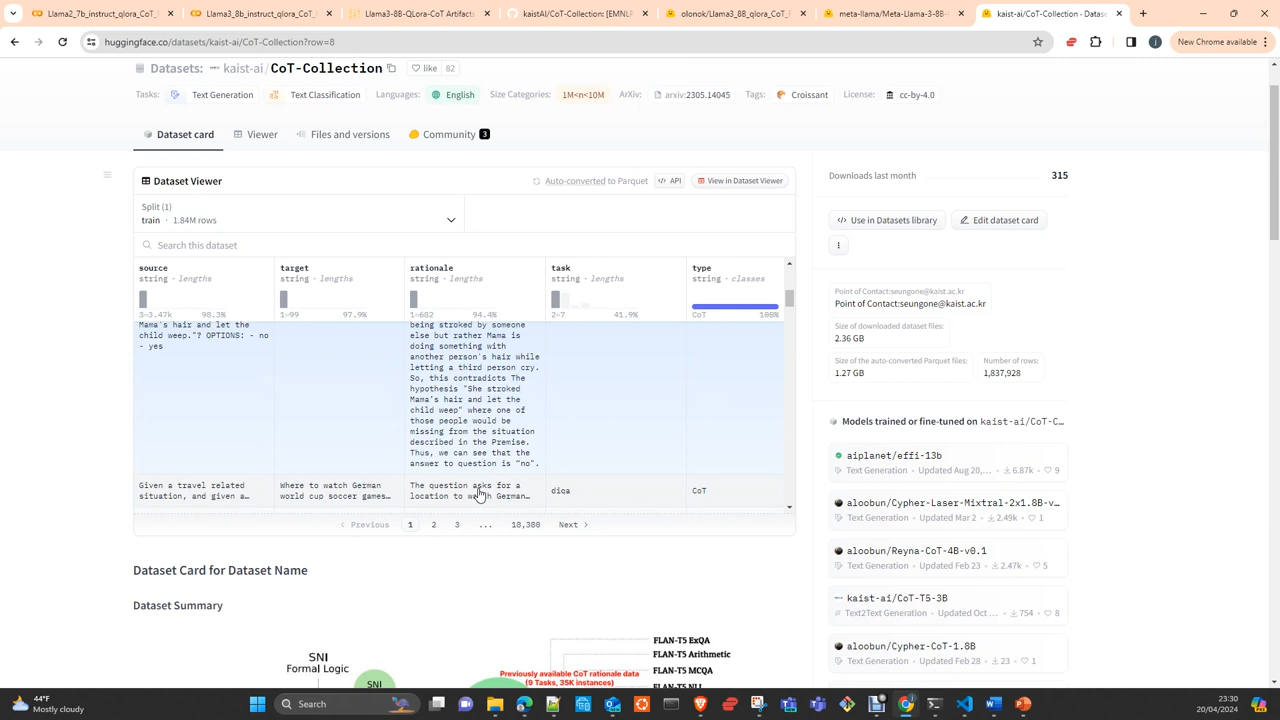 Llama2_7b_instruct_qlora_CoT_F
Llama3_8b_instruct_qlora_CoT_F
Llama3-8B-QLora-CoT Artifacts
kaistAI/CoT-Collection: [EMNLP
olonok/Llama3_8B_qlora_CoT_FT
meta-llama/Meta-Llama-3-8B-I
kaist-ai/CoT-Collection · Datase
huggingface.co/datasets/kaist-ai/CoT-Collection?row=8
New Chrome available
Datasets: kaist-ai/CoT-Collection like 82
Tasks: Text Generation Text Classification Languages: English Size Categories: 1M<n<10M ArXiv: arxiv:2305.14045 Tags: Croissant License: cc-by-4.0
Dataset card Viewer Files and versions Community 3
Dataset Viewer Auto-converted to Parquet </> API View in Dataset Viewer
Split (1)
train · 1.84M rows
Search this dataset
source target rationale task type
string · lengths string · lengths string · lengths string · lengths string · classes
3≈3.47k 98.3% 1≈99 97.9% 1≈682 94.4% 2≈7 41.9% CoT 100%
Mama's hair and let the
child weep."? OPTIONS: - no
- yes
being stroked by someone
else but rather Mama is
doing something with
another person's hair while
letting a third person cry.
So, this contradicts The
hypothesis "She stroked
Mama's hair and let the
child weep" where one of
those people would be
missing from the situation
described in the Premise.
Thus, we can see that the
answer to question is "no".
Given a travel related
situation, and given a…
Where to watch German
world cup soccer games…
The question asks for a
location to watch German…
diqa
CoT
< Previous 1 2 3 ... 18,380 Next >
Dataset Card for Dataset Name
Dataset Summary
SNI
Formal Logic
SNI
Previously available CoT rationale data
(9 Tasks, 35K instances)
FLAN-T5 ExQA
FLAN-T5 Arithmetic
FLAN-T5 MCQA
FLAN-T5 NLI
Downloads last month 315
</> Use in Datasets library Edit dataset card
Point of Contact:seungone@kaist.ac.kr
Point of Contact:seungone@kaist.ac.kr
Size of downloaded dataset files:
2.36 GB
Size of the auto-converted Parquet files: Number of rows:
1.27 GB 1,837,928
Models trained or fine-tuned on kaist-ai/CoT-C…
aiplanet/effi-13b
Text Generation • Updated Aug 20,… • 6.87k • 9
aloobun/Cypher-Laser-Mixtral-2x1.8B-v…
Text Generation • Updated Mar 2 • 2.49k • 1
aloobun/Reyna-CoT-4B-v0.1
Text Generation • Updated Feb 23 • 2.47k • 5
kaist-ai/CoT-T5-3B
Text2Text Generation • Updated Oct … • 754 • 8
aloobun/Cypher-CoT-1.8B
Text Generation • Updated Feb 28 • 23 • 1
44°F
Mostly cloudy
Search
23:30
20/04/2024